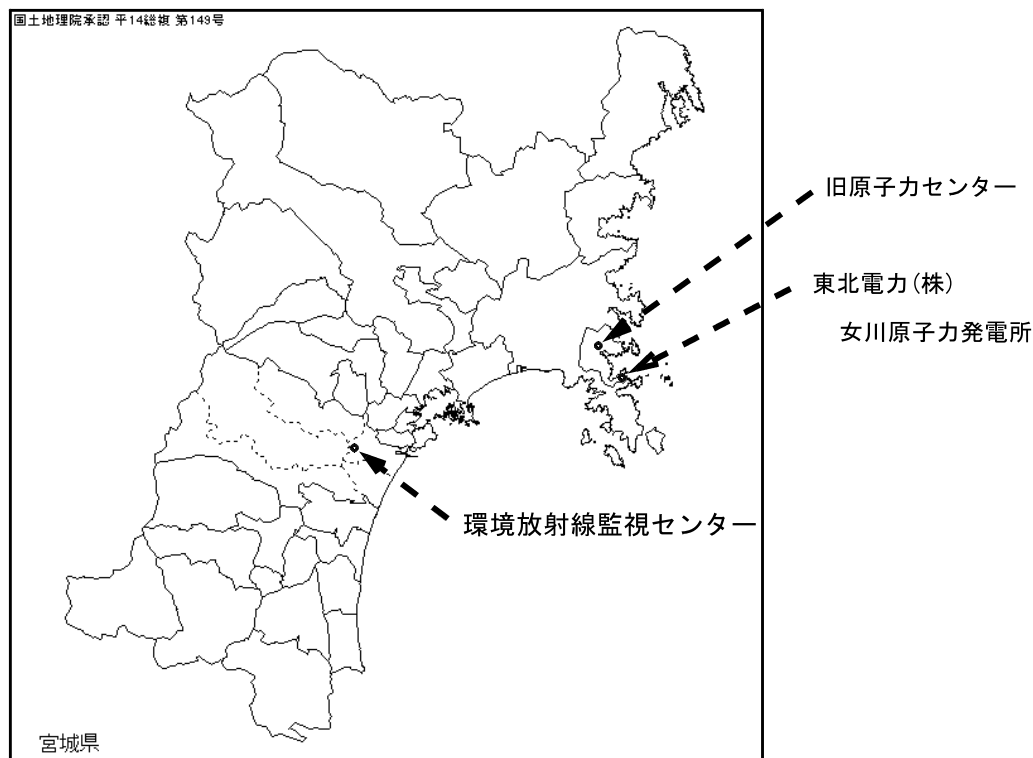 国土地理院承認 平14総複 第149号
旧原子力センター
東北電力(株)
女川原子力発電所
環境放射線監視センター
宮城県